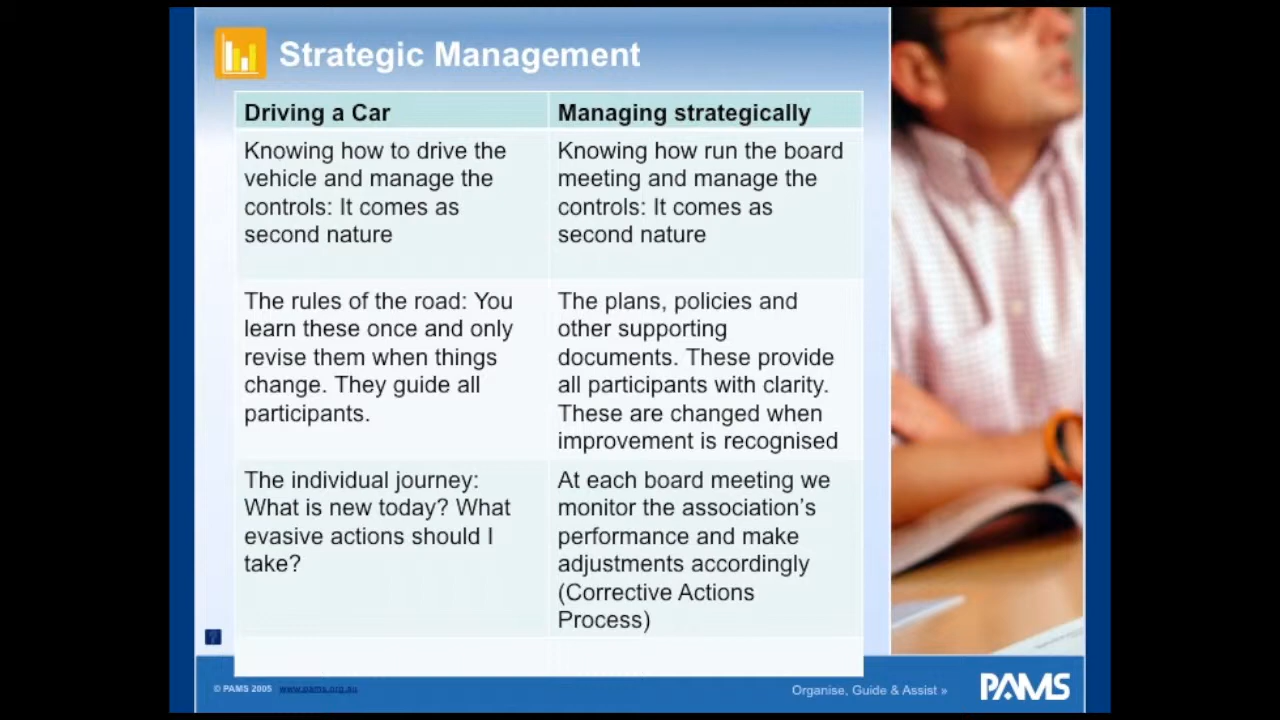 Strategic Management
Driving a Car
Managing strategically
Knowing how to drive the
vehicle and manage the
controls: It comes as
second nature
Knowing how run the board
meeting and manage the
controls: It comes as
second nature
The rules of the road: You
learn these once and only
revise them when things
change. They guide all
participants.
The plans, policies and
other supporting
documents. These provide
all participants with clarity.
These are changed when
improvement is recognised
The individual journey:
What is new today? What
evasive actions should I
take?
At each board meeting we
monitor the association’s
performance and make
adjustments accordingly
(Corrective Actions
Process)
?
© PAMS 2005 www.pams.org.au
Organise, Guide & Assist »
PAMS